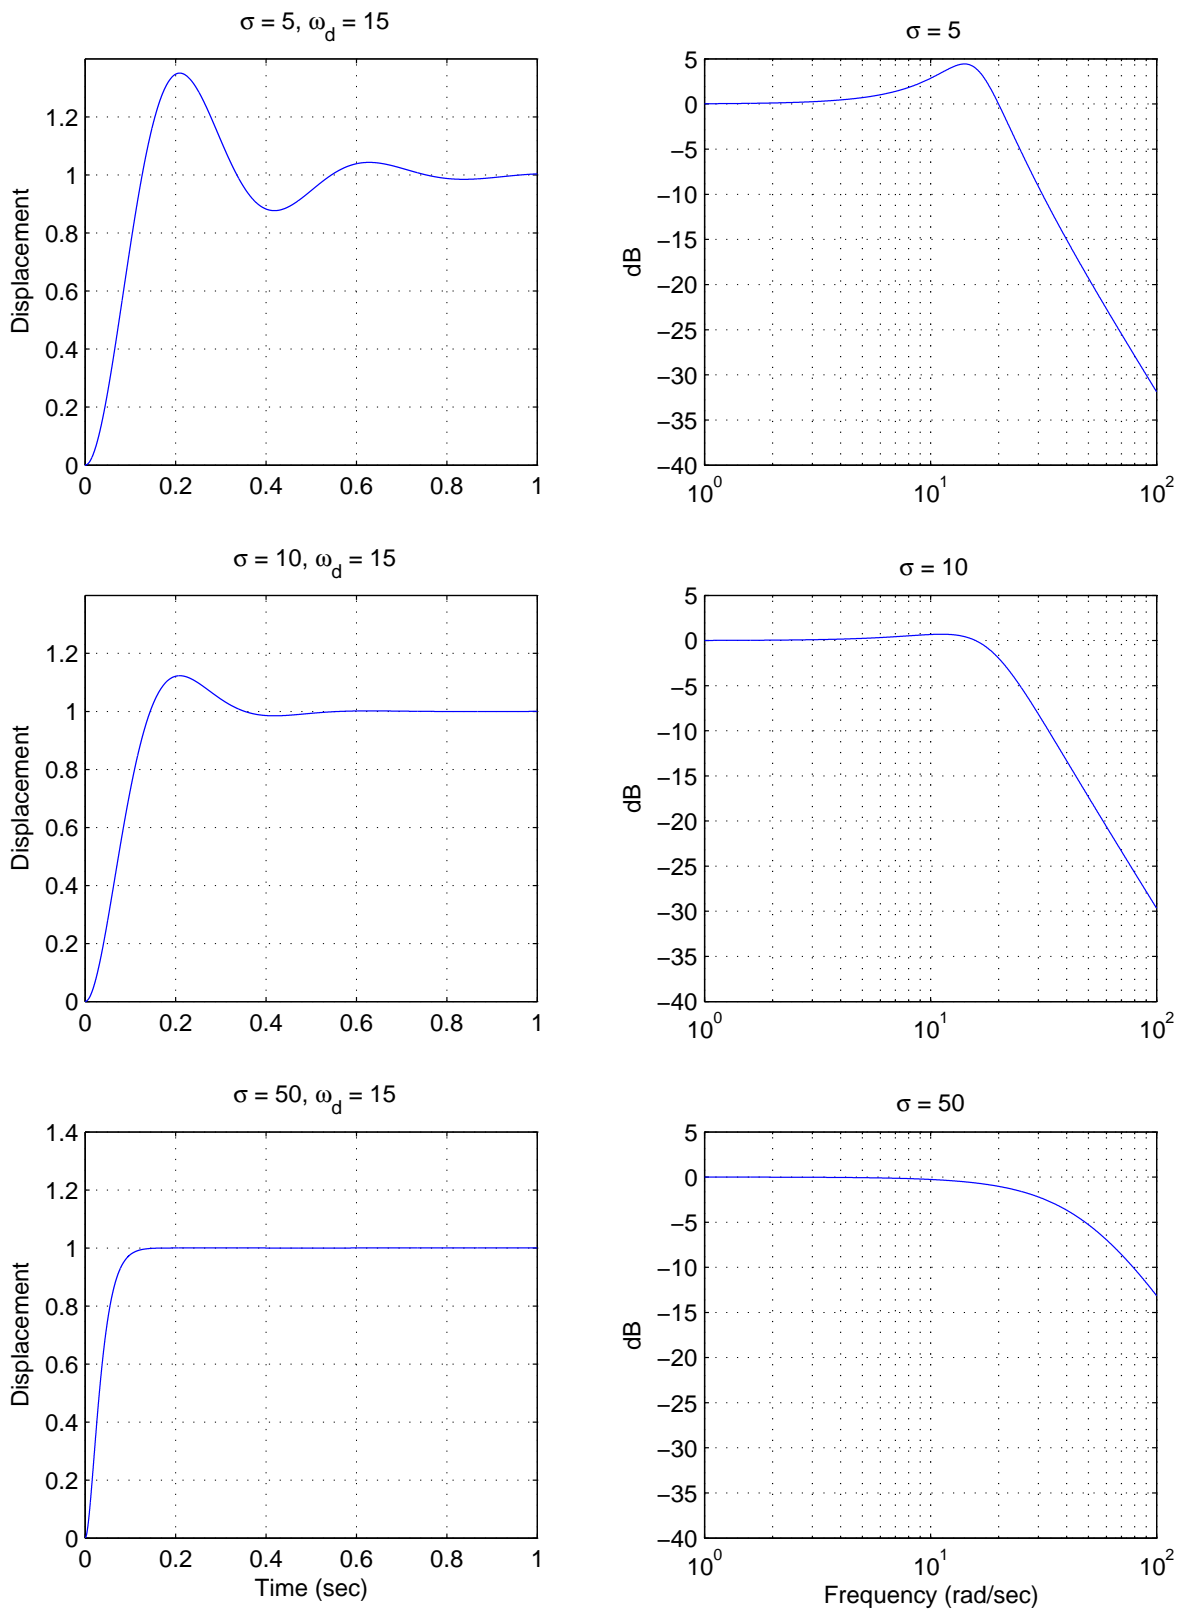 σ = 5, ω_d = 15
Displacement
1.2
1
0.8
0.6
0.4
0.2
0
0 0.2 0.4 0.6 0.8 1
σ = 5
dB
5
0
−5
−10
−15
−20
−25
−30
−35
−40
10^0 10^1 10^2
σ = 10, ω_d = 15
Displacement
1.2
1
0.8
0.6
0.4
0.2
0
0 0.2 0.4 0.6 0.8 1
σ = 10
dB
5
0
−5
−10
−15
−20
−25
−30
−35
−40
10^0 10^1 10^2
σ = 50, ω_d = 15
Displacement
1.4
1.2
1
0.8
0.6
0.4
0.2
0
0 0.2 0.4 0.6 0.8 1
Time (sec)
σ = 50
dB
5
0
−5
−10
−15
−20
−25
−30
−35
−40
10^0 10^1 10^2
Frequency (rad/sec)